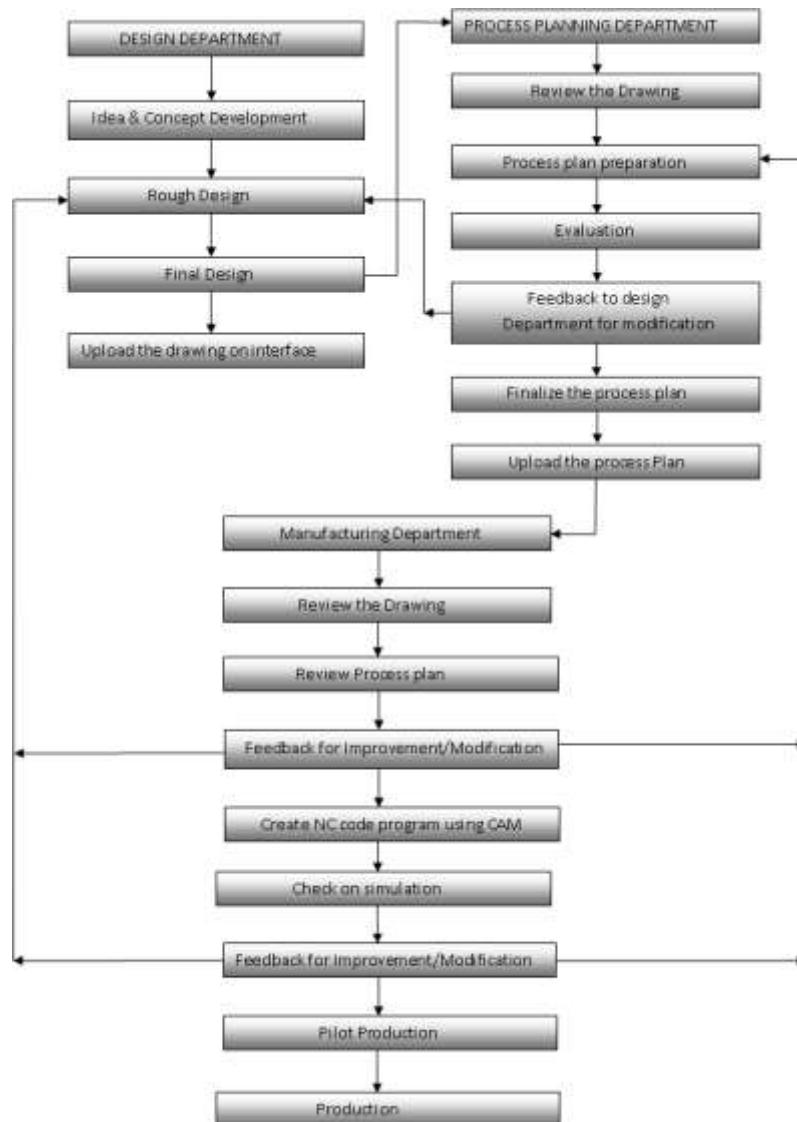 DESIGN DEPARTMENT
Idea & Concept Development
Rough Design
Final Design
Upload the drawing on interface
PROCESS PLANNING DEPARTMENT
Review the Drawing
Process plan preparation
Evaluation
Feedback to design
Department for modification
Finalize the process plan
Upload the process Plan
Manufacturing Department
Review the Drawing
Review Process plan
Feedback for Improvement/Modification
Create NC code program using CAM
Check on simulation
Feedback for Improvement/Modification
Pilot Production
Production